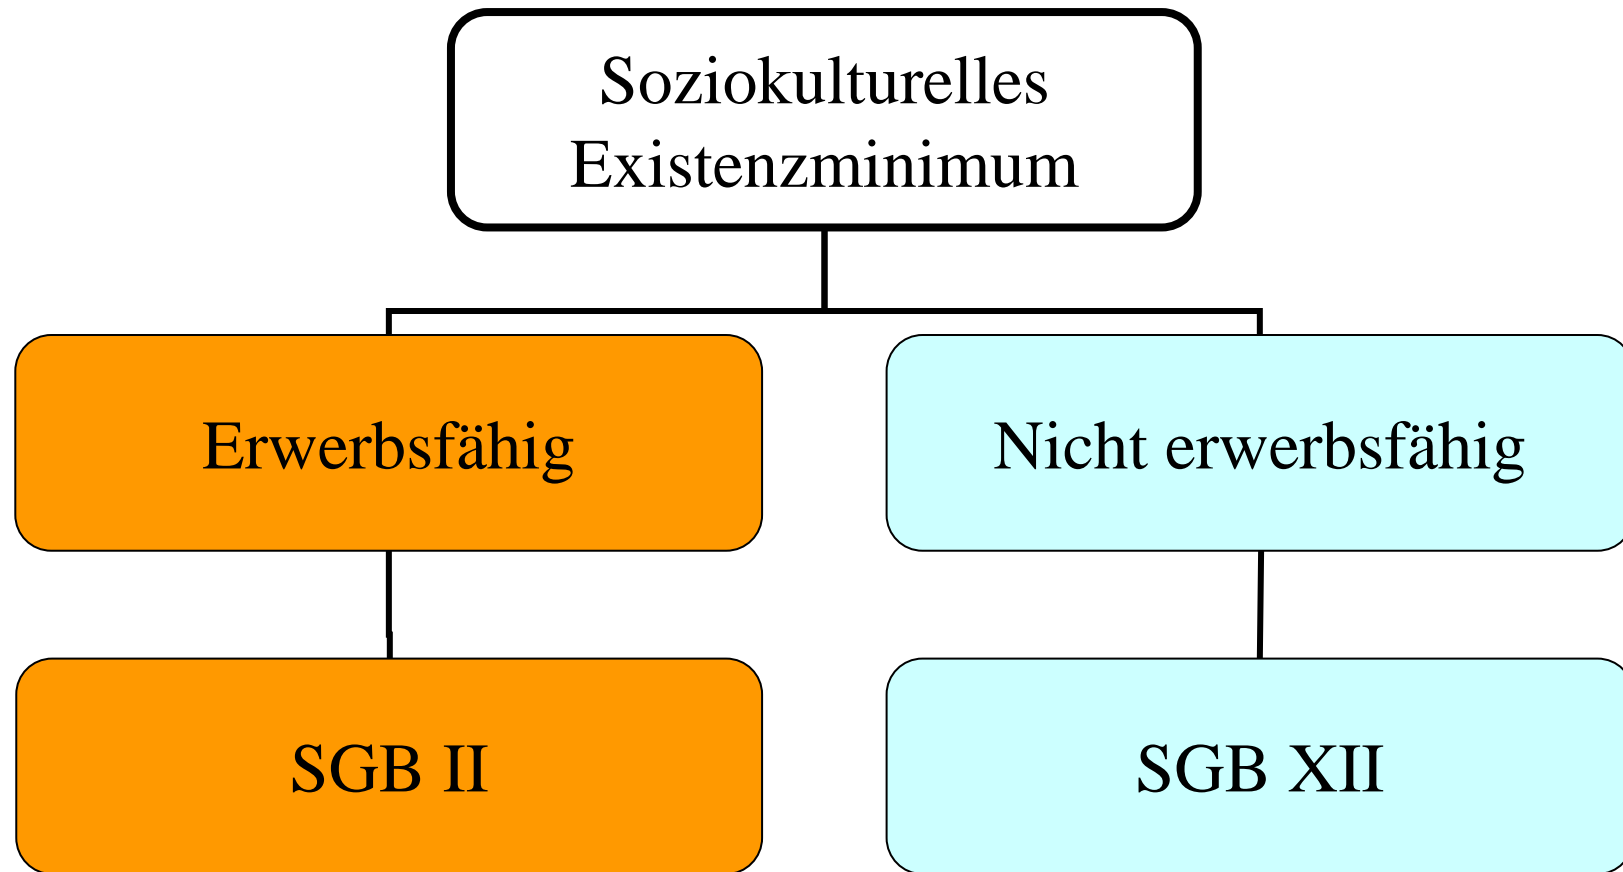 Soziokulturelles
Existenzminimum
Erwerbsfähig
Nicht erwerbsfähig
SGB II
SGB XII